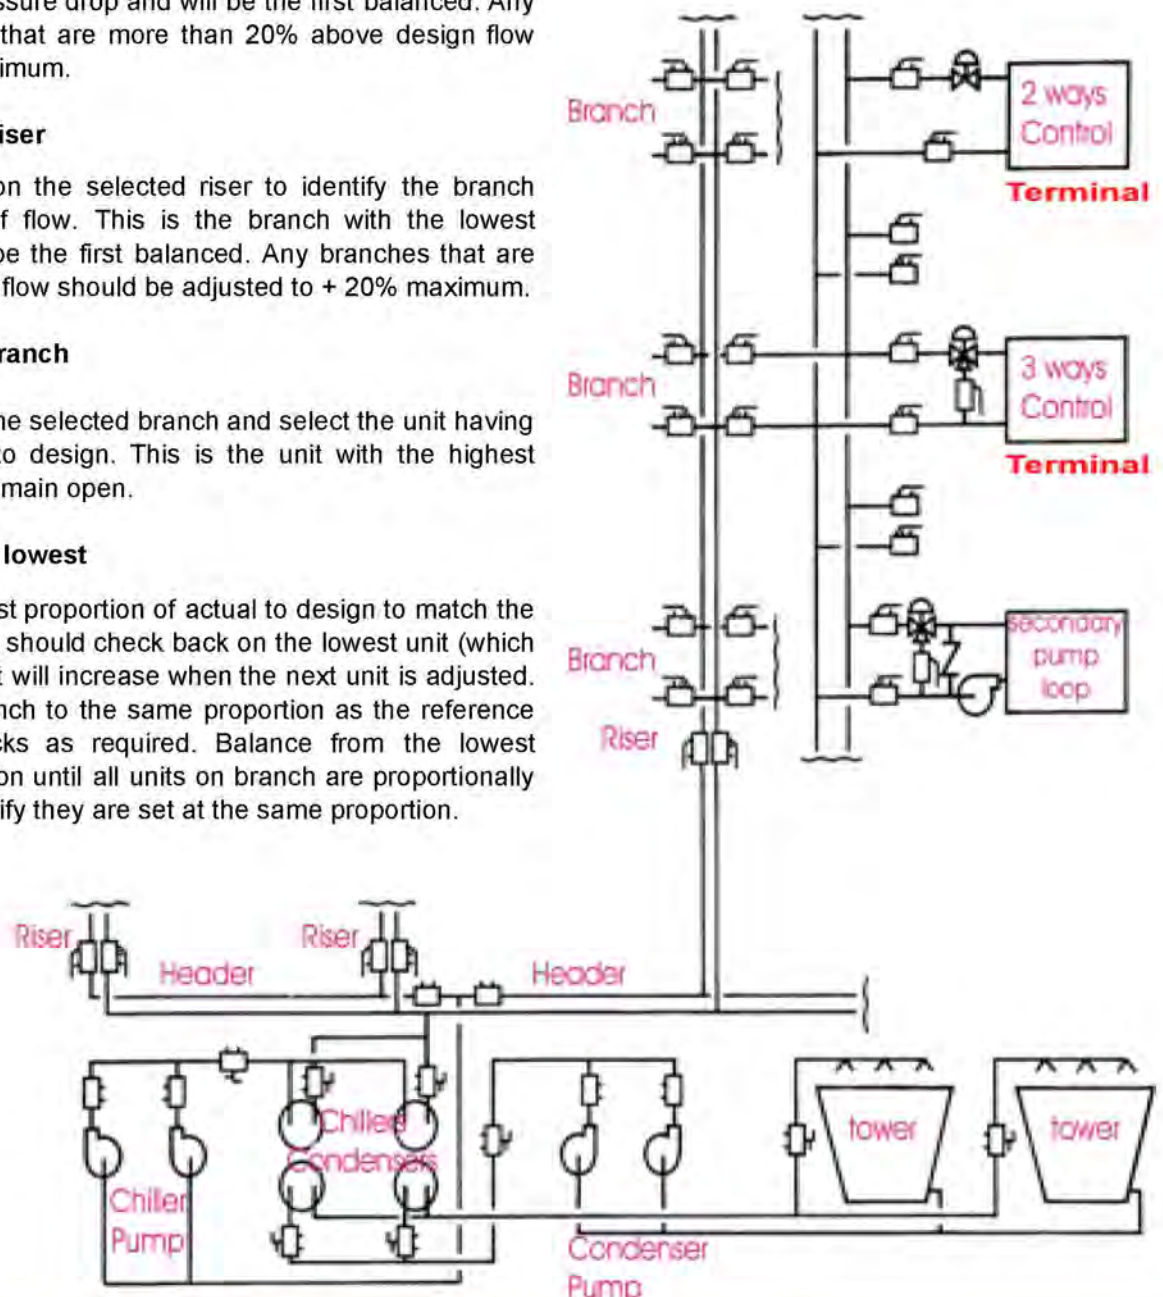 ssure drop and will be the first balanced. Any
that are more than 20% above design flow
imum.
iser
on the selected riser to identify the branch
f flow. This is the branch with the lowest
be the first balanced. Any branches that are
flow should be adjusted to + 20% maximum.
ranch
ne selected branch and select the unit having
to design. This is the unit with the highest
main open.
lowest
st proportion of actual to design to match the
should check back on the lowest unit (which
t will increase when the next unit is adjusted.
nch to the same proportion as the reference
cks as required. Balance from the lowest
on until all units on branch are proportionally
ify they are set at the same proportion.
Branch
2 ways
Control
Terminal
Branch
3 ways
Control
Terminal
Branch
secondary
pump
loop
Riser
Riser
Riser
Header
Header
Chillers
Condensers
tower
tower
Chiller
Pump
Condenser
Pump